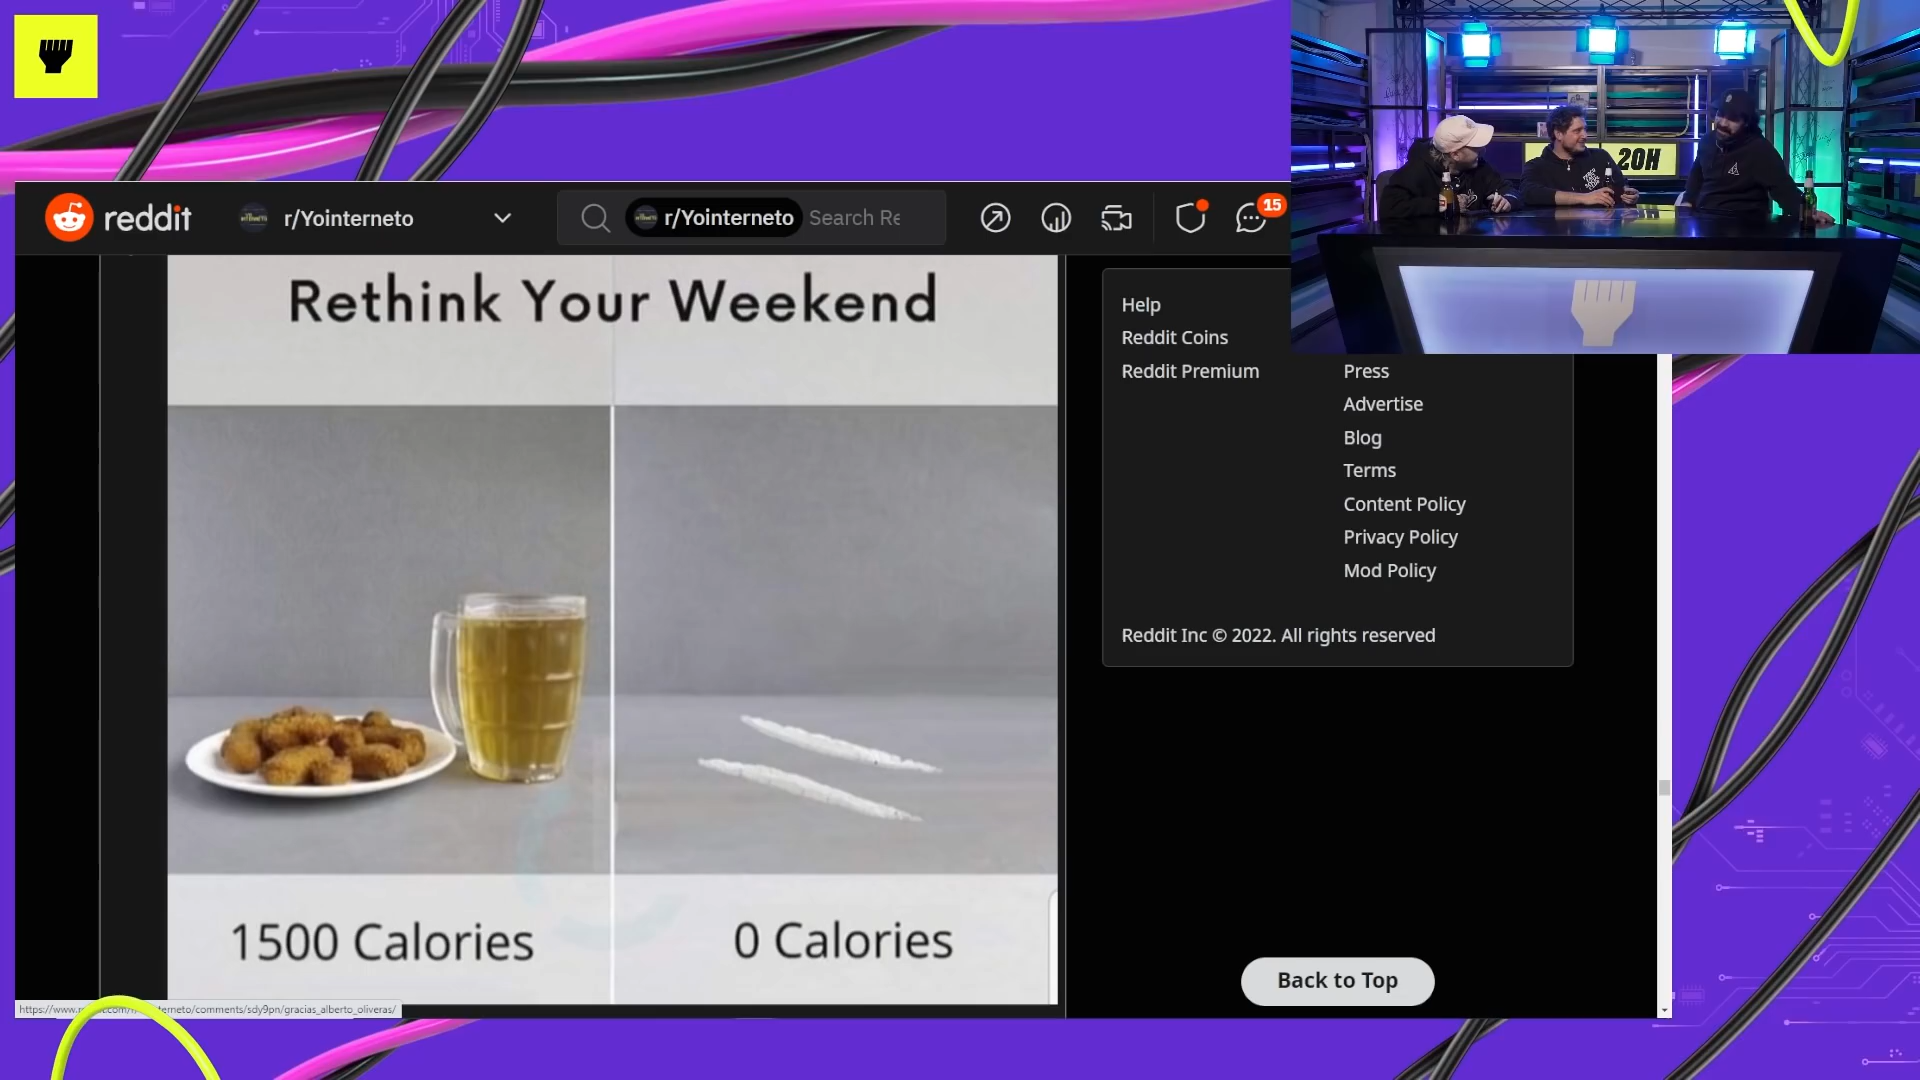 20H
reddit
r/Yointerneto
r/Yointerneto Search Re
15
Rethink Your Weekend
1500 Calories
0 Calories
Help
Reddit Coins
Reddit Premium
Press
Advertise
Blog
Terms
Content Policy
Privacy Policy
Mod Policy
Reddit Inc © 2022. All rights reserved
Back to Top